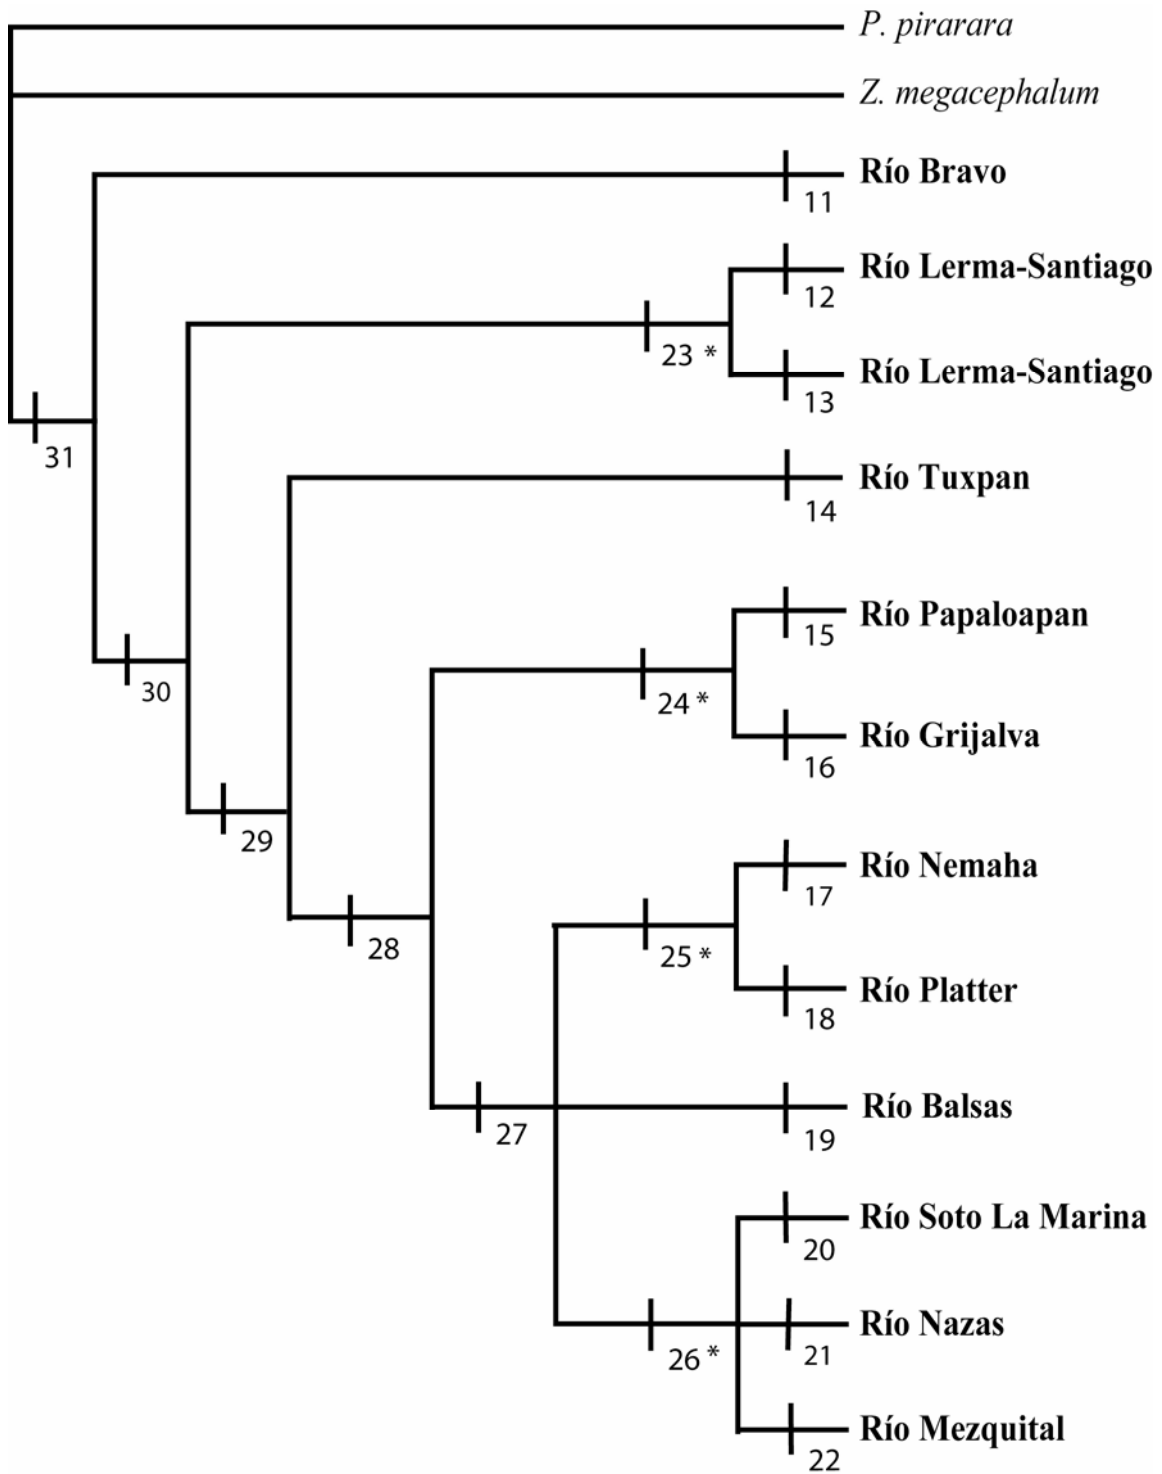 P. pirarara
Z. megacephalum
Río Bravo
11
Río Lerma-Santiago
12
23 *
Río Lerma-Santiago
13
31
Río Tuxpan
14
Río Papaloapan
15
30
24 *
Río Grijalva
16
29
Río Nemaha
17
28
25 *
Río Platter
18
Río Balsas
27
19
Río Soto La Marina
20
Río Nazas
26 *
21
Río Mezquital
22